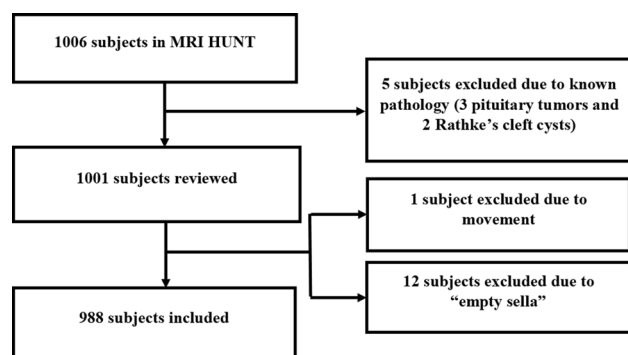 1006 subjects in MRI HUNT
5 subjects excluded due to known
pathology (3 pituitary tumors and
2 Rathke's cleft cysts)
1001 subjects reviewed
1 subject excluded due to
movement
12 subjects excluded due to
“empty sella”
988 subjects included